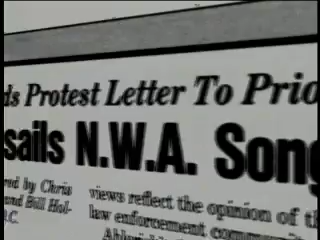 ds Protest Letter To Prio
sails N.W.A. Song
red by Chris
and Bill Hol-
D.C.
views reflect the opinion of t
law enforcement commun